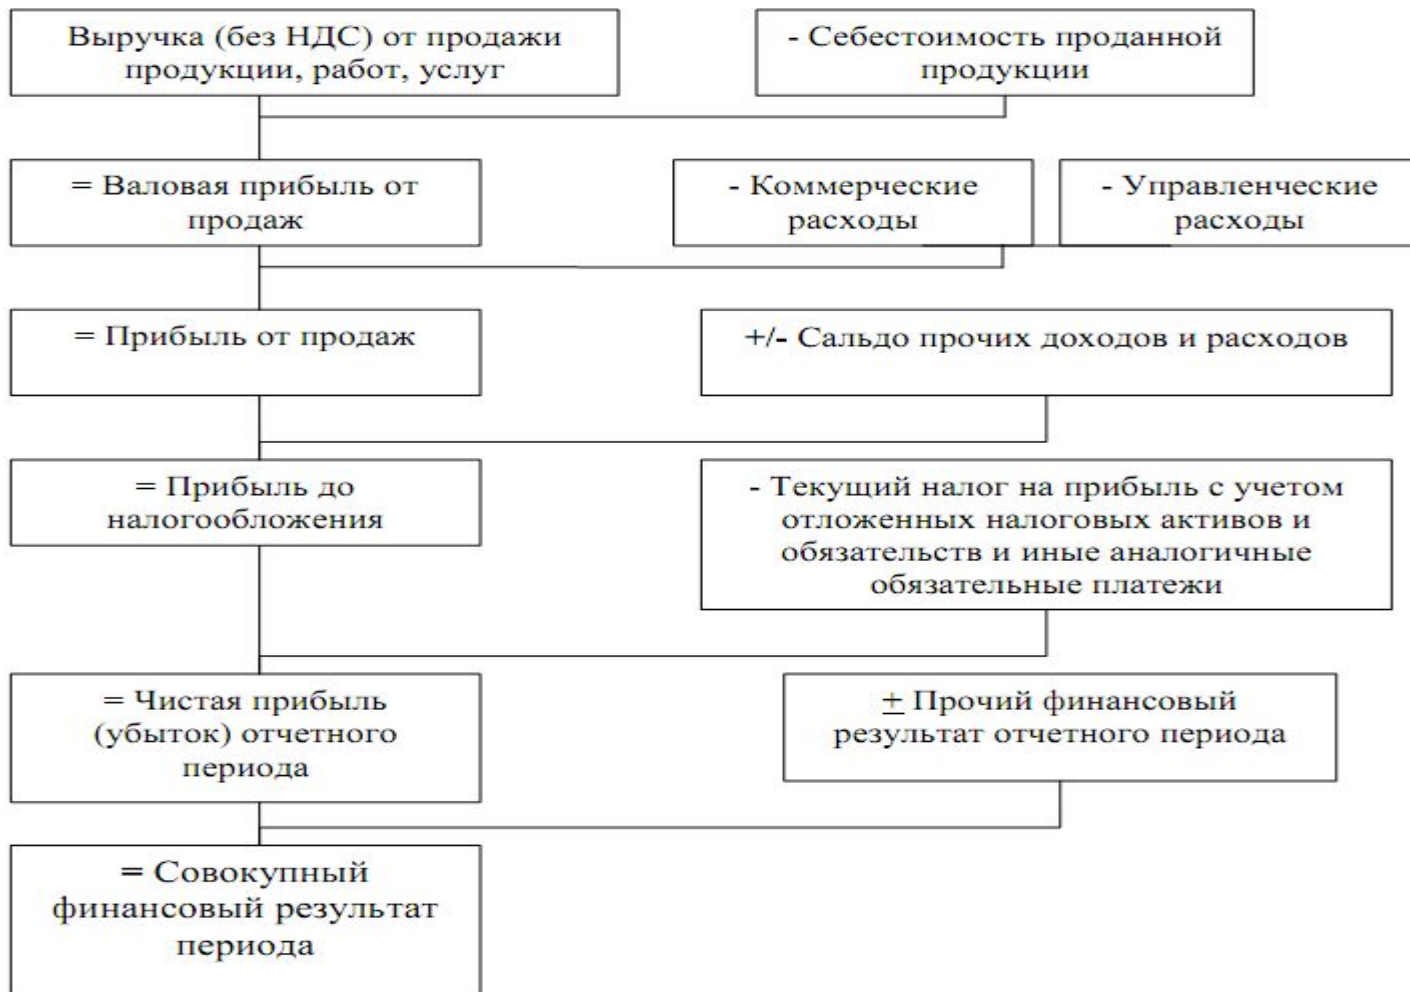 Выручка (без НДС) от продажи
продукции, работ, услуг
- Себестоимость проданной
продукции
= Валовая прибыль от
продаж
- Коммерческие
расходы
- Управленческие
расходы
= Прибыль от продаж
+/- Сальдо прочих доходов и расходов
= Прибыль до
налогообложения
- Текущий налог на прибыль с учетом
отложенных налоговых активов и
обязательств и иные аналогичные
обязательные платежи
= Чистая прибыль
(убыток) отчетного
периода
± Прочий финансовый
результат отчетного периода
= Совокупный
финансовый результат
периода